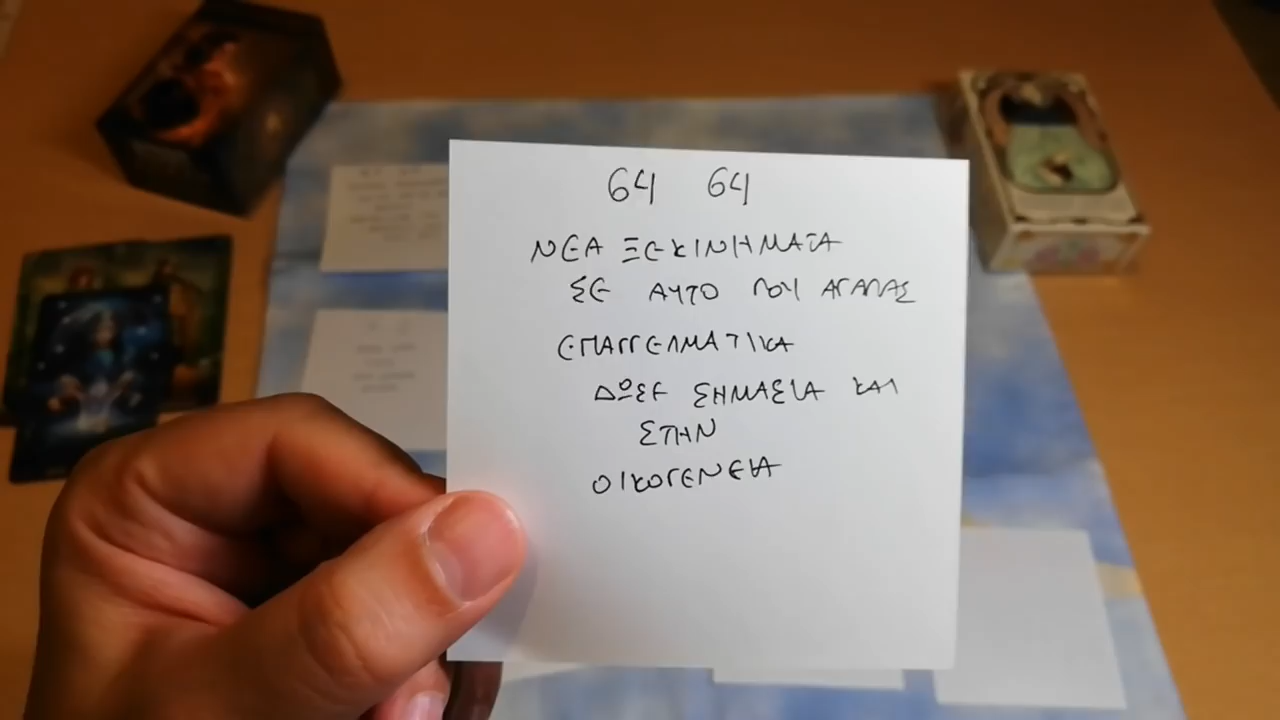 64 64
ΝΕΑ ΞΕΚΙΝΗΜΑΤΑ
ΣΕ ΑΥΤΟ ΠΟΥ ΑΓΑΠΑΣ
ΕΠΑΓΓΕΛΜΑΤΙΚΑ
ΔΩΣΕ ΣΗΜΑΣΙΑ ΚΑΙ
ΣΤΗΝ
ΟΙΚΟΓΕΝΕΙΑ